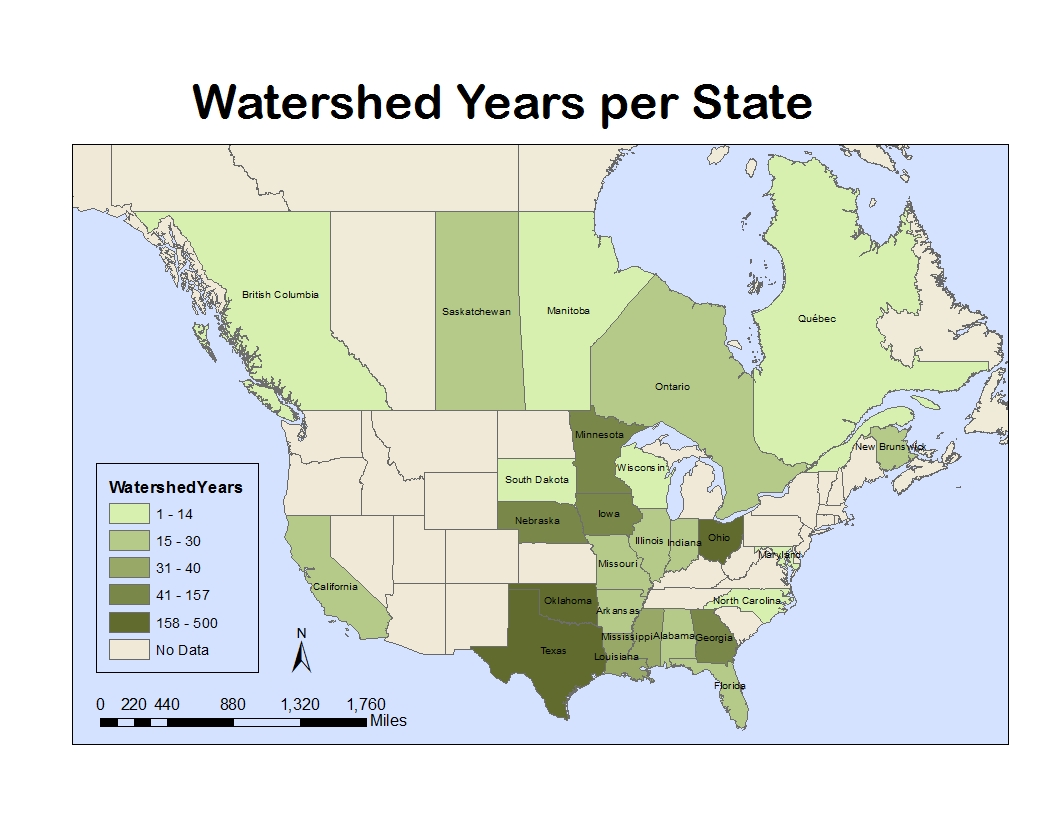 Watershed Years per State
British Columbia
Saskatchewan
Manitoba
Québec
Ontario
New Brunswick
Minnesota
Wisconsin
South Dakota
Nebraska
Iowa
Illinois
Indiana
Ohio
Maryland
Missouri
California
Oklahoma
Arkansas
North Carolina
Mississippi
Alabama
Georgia
Texas
Louisiana
Florida
WatershedYears
1 - 14
15 - 30
31 - 40
41 - 157
158 - 500
No Data
N
0 220 440 880 1,320 1,760
Miles